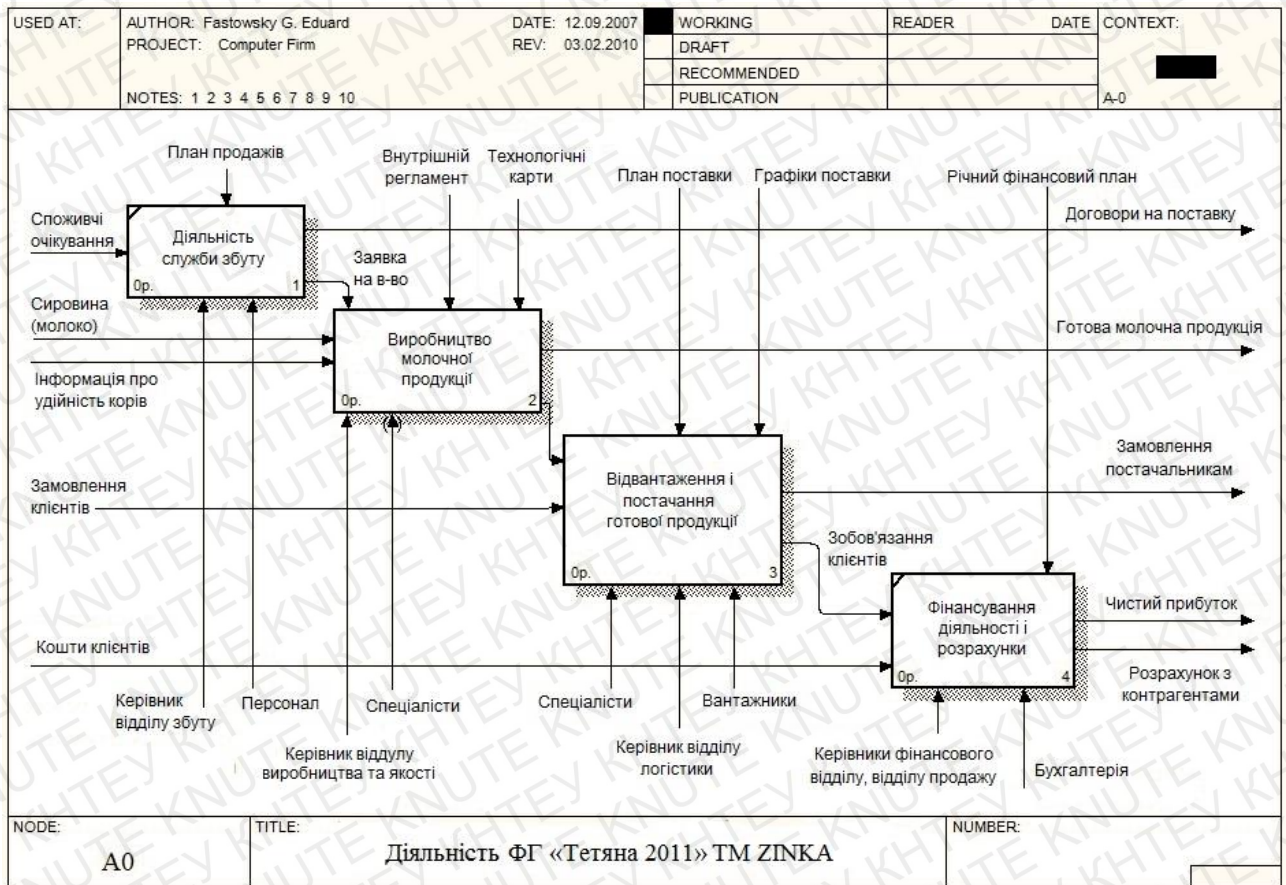 USED AT:
AUTHOR: Fastowsky G. Eduard
DATE: 12.09.2007
PROJECT: Computer Firm
REV: 03.02.2010
NOTES: 1 2 3 4 5 6 7 8 9 10
WORKING
DRAFT
RECOMMENDED
PUBLICATION
READER
DATE
CONTEXT:
A-0
План продажів
Внутрішній
регламент
Технологічні
карти
План поставки
Графіки поставки
Річний фінансовий план
Споживчі
очікування
Діяльність
служби збуту
0р.
1
Договори на поставку
Заявка
на в-во
Сировина
(молоко)
Виробництво
молочної
продукції
0р.
2
Готова молочна продукція
Інформація про
удійність корів
Замовлення
клієнтів
Відвантаження і
постачання
готової продукції
0р.
3
Замовлення
постачальникам
Зобов'язання
клієнтів
Фінансування
діяльності і
розрахунки
0р.
4
Чистий прибуток
Розрахунок з
контрагентами
Кошти клієнтів
Керівник
відділу збуту
Персонал
Спеціалісти
Керівник віддулу
виробництва та якості
Спеціалісти
Вантажники
Керівник відділу
логістики
Керівники фінансового
відділу, відділу продажу
Бухгалтерія
NODE:
A0
TITLE:
Діяльність ФГ «Тетяна 2011» ТМ ZINKA
NUMBER:
КНТЕУ KNUTE